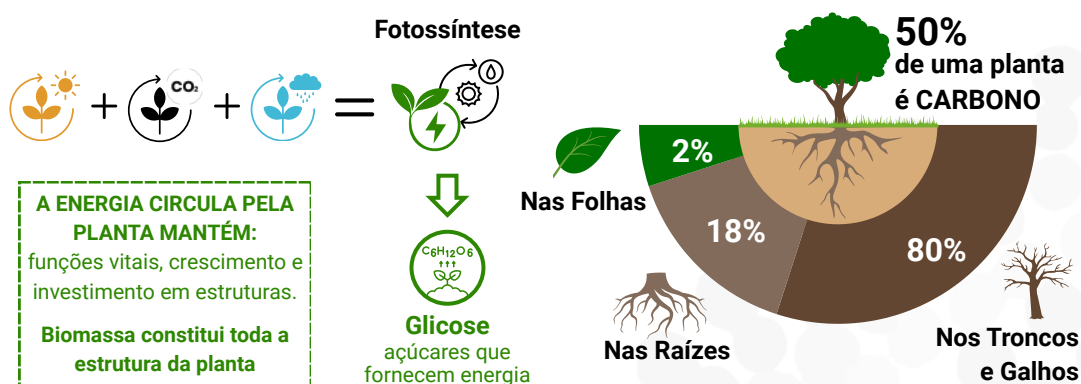 Fotossíntese
CO₂
A ENERGIA CIRCULA PELA
PLANTA MANTÉM:
funções vitais, crescimento e
investimento em estruturas.
Biomassa constitui toda a
estrutura da planta
C₆H₁₂O₆
Glicose
açúcares que
fornecem energia
50%
de uma planta
é CARBONO
2%
Nas Folhas
18%
Nas Raízes
80%
Nos Troncos
e Galhos